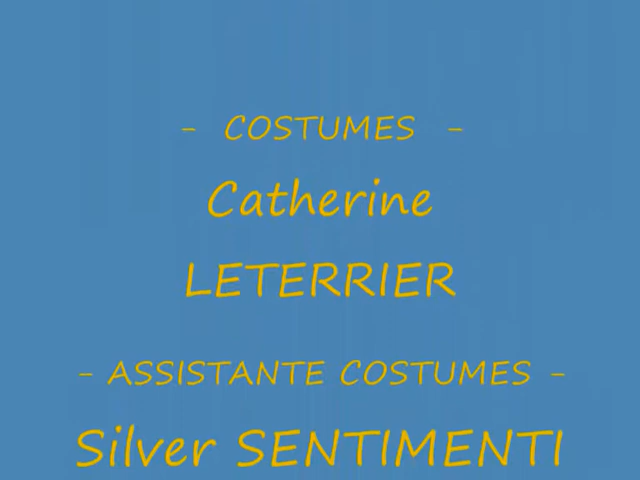 - COSTUMES -
Catherine
LETERRIER
- ASSISTANTE COSTUMES -
Silver SENTIMENTI